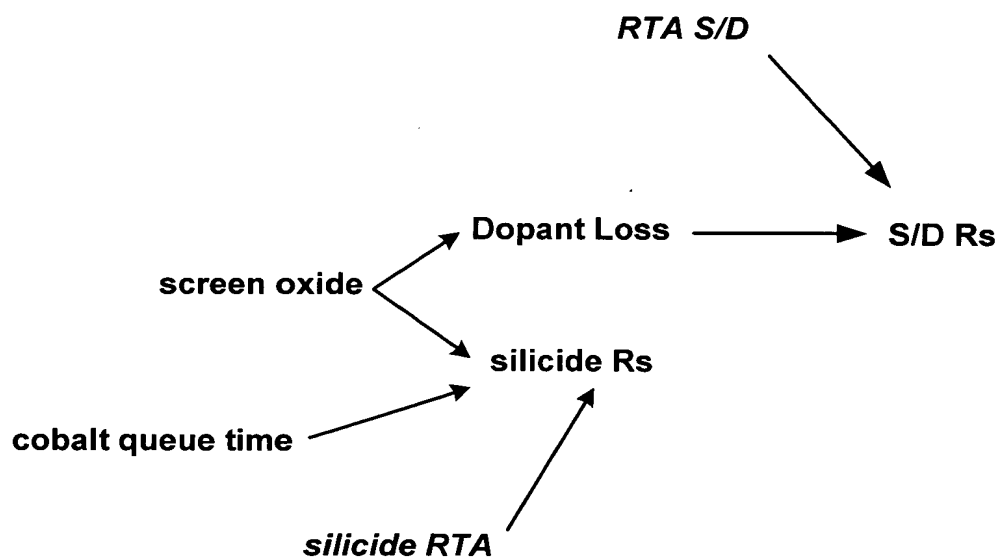 RTA S/D
Dopant Loss
S/D Rs
screen oxide
silicide Rs
cobalt queue time
silicide RTA